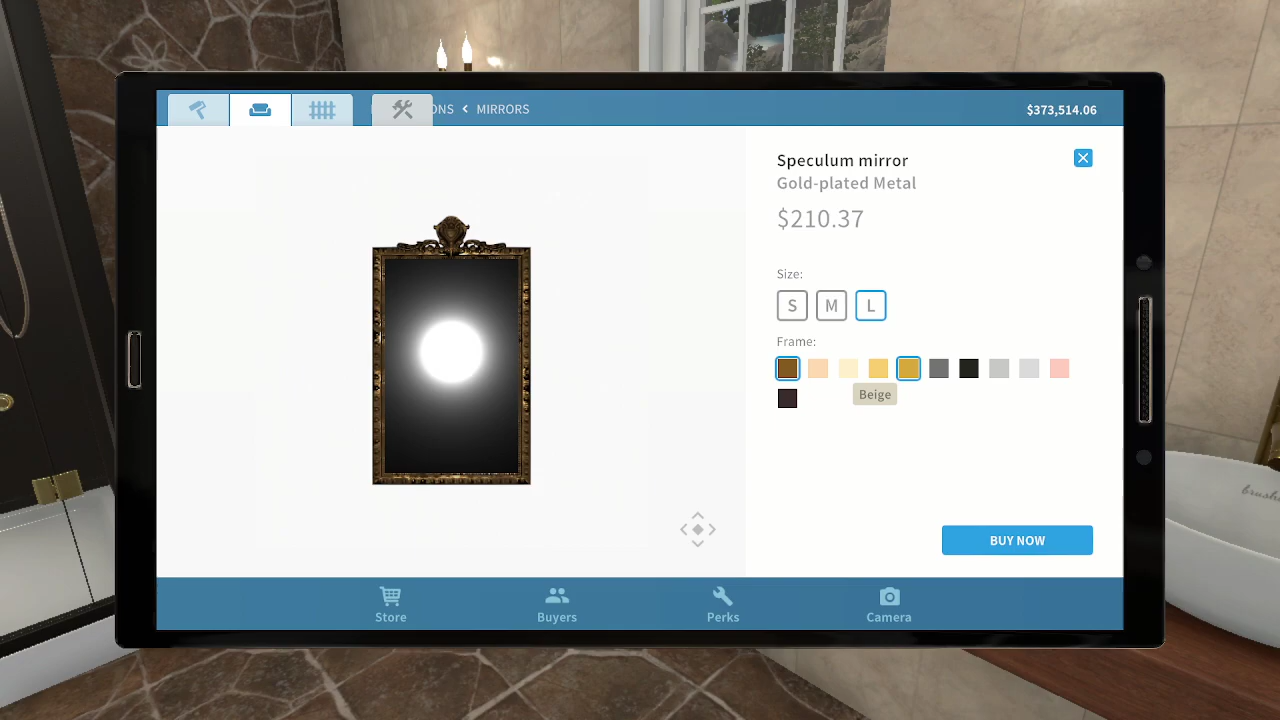 ONS < MIRRORS
$373,514.06
Speculum mirror
Gold-plated Metal
$210.37
Size:
S M L
Frame:
Beige
BUY NOW
Store
Buyers
Perks
Camera